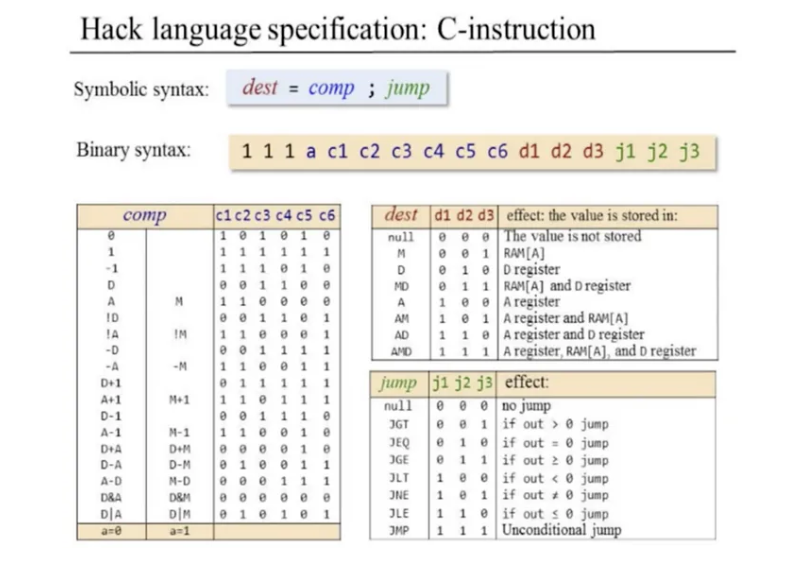 Hack language specification: C-instruction
Symbolic syntax: dest = comp ; jump
Binary syntax: 1 1 1 a c1 c2 c3 c4 c5 c6 d1 d2 d3 j1 j2 j3
comp c1 c2 c3 c4 c5 c6
0 1 0 1 0 1 0
1 1 1 1 1 1 1
-1 1 1 1 0 1 0
D 0 0 1 1 0 0
A M 1 1 0 0 0 0
!D 0 0 1 1 0 1
!A !M 1 1 0 0 0 1
-D 0 0 1 1 1 1
-A -M 1 1 0 0 1 1
D+1 0 1 1 1 1 1
A+1 M+1 1 1 0 1 1 1
D-1 0 0 1 1 1 0
A-1 M-1 1 1 0 0 1 0
D+A D+M 0 0 0 0 1 0
D-A D-M 0 1 0 0 1 1
A-D M-D 0 0 0 1 1 1
D&A D&M 0 0 0 0 0 0
D|A D|M 0 1 0 1 0 1
a=0 a=1
dest d1 d2 d3 effect: the value is stored in:
null 0 0 0 The value is not stored
M 0 0 1 RAM[A]
D 0 1 0 D register
MD 0 1 1 RAM[A] and D register
A 1 0 0 A register
AM 1 0 1 A register and RAM[A]
AD 1 1 0 A register and D register
AMD 1 1 1 A register, RAM[A], and D register
jump j1 j2 j3 effect:
null 0 0 0 no jump
JGT 0 0 1 if out > 0 jump
JEQ 0 1 0 if out = 0 jump
JGE 0 1 1 if out ≥ 0 jump
JLT 1 0 0 if out < 0 jump
JNE 1 0 1 if out ≠ 0 jump
JLE 1 1 0 if out ≤ 0 jump
JMP 1 1 1 Unconditional jump